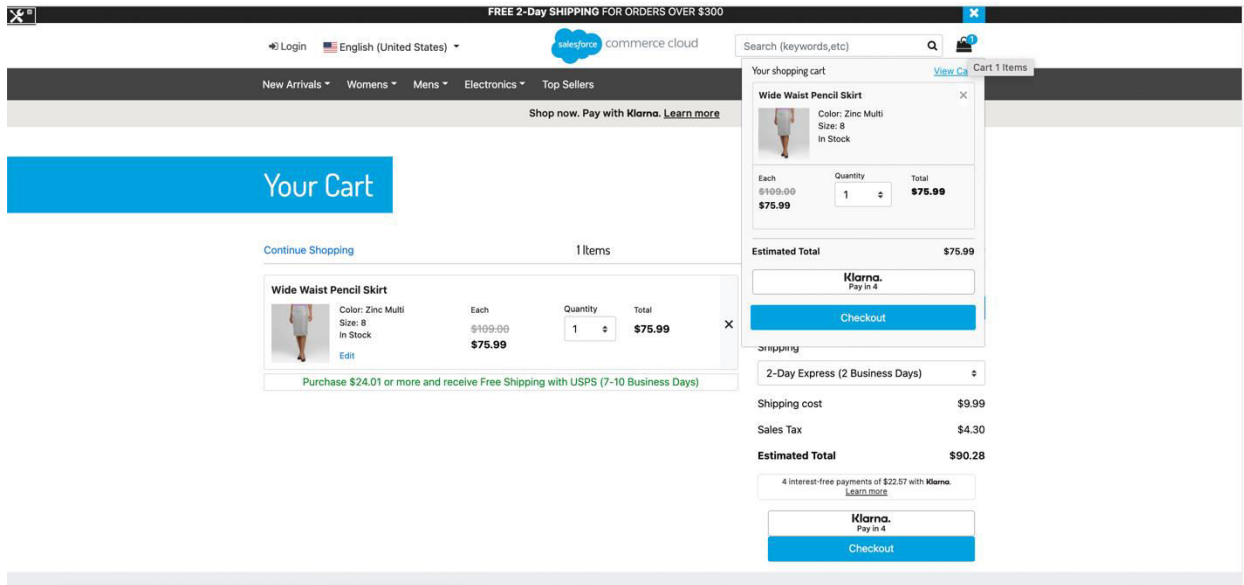 FREE 2-Day SHIPPING FOR ORDERS OVER $300
Login English (United States)
salesforce commerce cloud
Search (keywords,etc)
1
Cart 1 Items
New Arrivals Womens Mens Electronics Top Sellers
Shop now. Pay with Klarna. Learn more
Your shopping cart View Ca
Wide Waist Pencil Skirt
Color: Zinc Multi
Size: 8
In Stock
Each Quantity Total
$109.00 1 $75.99
$75.99
Estimated Total $75.99
Klarna.
Pay in 4
Checkout
Your Cart
Continue Shopping 1 Items
Wide Waist Pencil Skirt
Color: Zinc Multi Each Quantity Total
Size: 8
In Stock $109.00 1 $75.99
$75.99
Edit
Purchase $24.01 or more and receive Free Shipping with USPS (7-10 Business Days)
Shipping
2-Day Express (2 Business Days)
Shipping cost $9.99
Sales Tax $4.30
Estimated Total $90.28
4 interest-free payments of $22.57 with Klarna.
Learn more
Klarna.
Pay in 4
Checkout